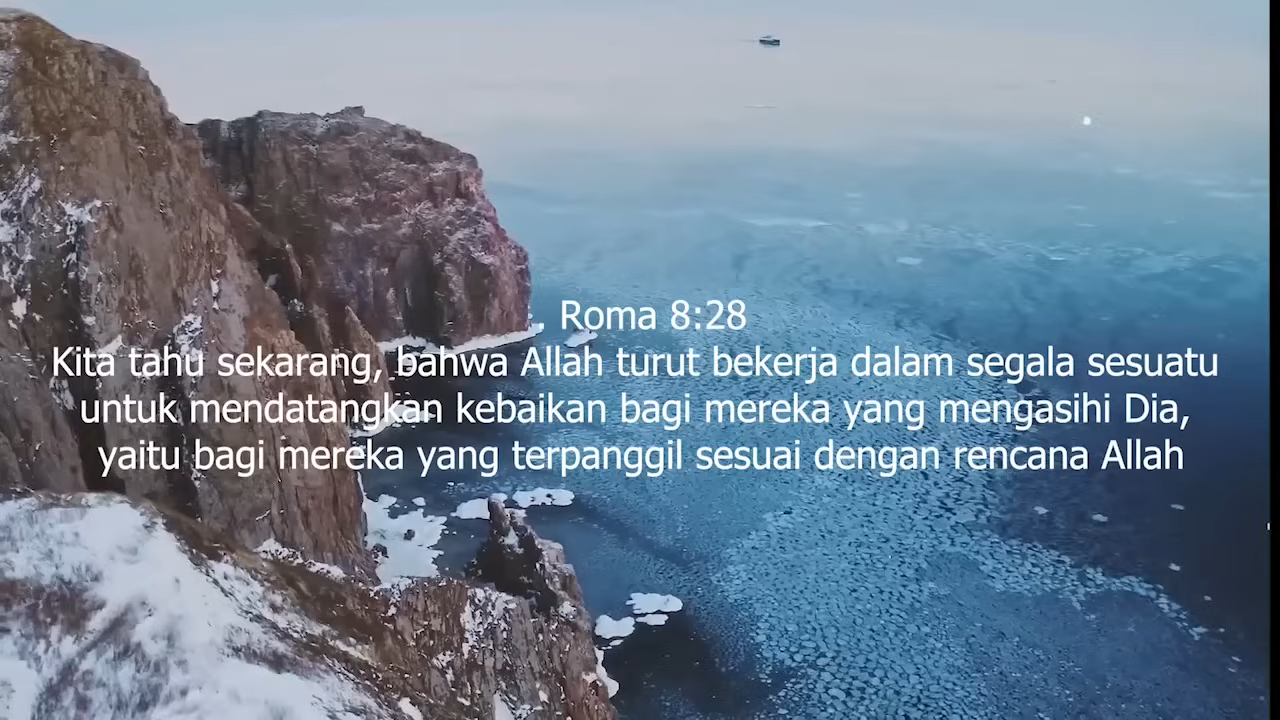 Roma 8:28
Kita tahu sekarang, bahwa Allah turut bekerja dalam segala sesuatu
untuk mendatangkan kebaikan bagi mereka yang mengasihi Dia,
yaitu bagi mereka yang terpanggil sesuai dengan rencana Allah